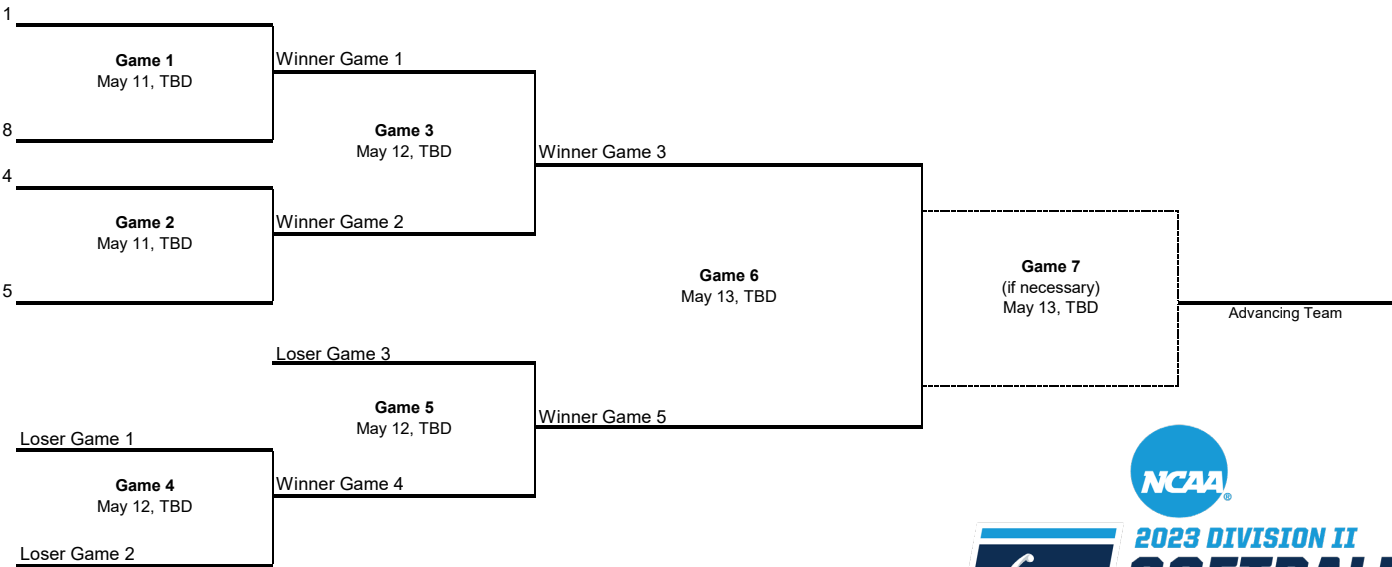 1
Game 1
May 11, TBD
8
Winner Game 1
Game 3
May 12, TBD
4
Game 2
May 11, TBD
5
Winner Game 2
Winner Game 3
Game 6
May 13, TBD
Game 7
(if necessary)
May 13, TBD
Advancing Team
Loser Game 3
Game 5
May 12, TBD
Winner Game 5
Loser Game 1
Game 4
May 12, TBD
Loser Game 2
Winner Game 4
NCAA®
2023 DIVISION II
SOFTBALL